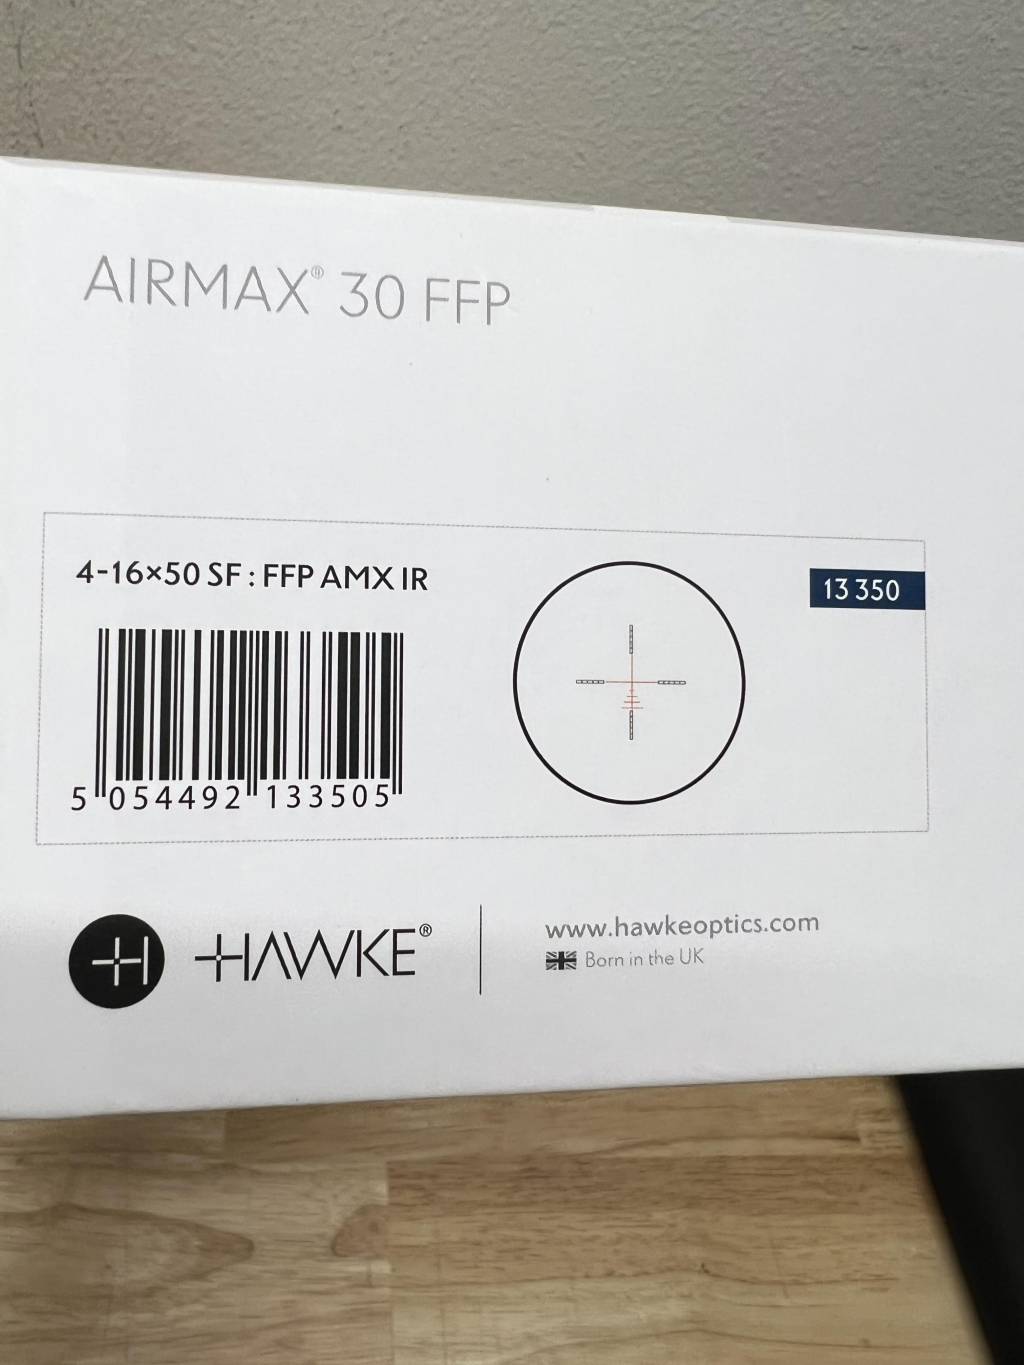 AIRMAX® 30 FFP
4-16×50 SF : FFP AMX IR
13 350
5 054492 133505
HAWKE®
www.hawkeoptics.com
Born in the UK